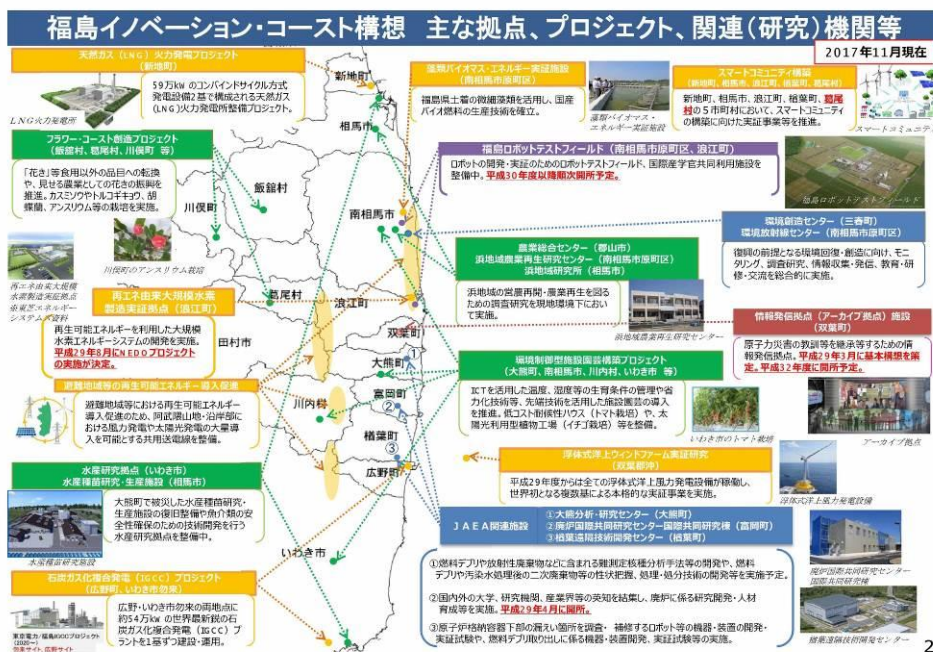 福島イノベーション・コースト構想　主な拠点、プロジェクト、関連（研究）機関等
2017年11月現在
天然ガス（LNG）火力発電プロジェクト
（新地町）
59万kWのコンバインドサイクル方式
発電設備2基で構成される天然ガス
（LNG）火力発電所整備プロジェクト。
LNG火力発電所
フラワー・コースト創造プロジェクト
（飯舘村、葛尾村、川俣町 等）
「花き」等食用以外の品目への転換
や、見せる農業としての花きの振興を
推進。カスミソウやトルコギキョウ、胡
蝶蘭、アンスリウム等の栽培を実施。
川俣町のアンスリウム栽培
再エネ由来大規模
水素製造実証拠点
※東芝エネルギー
システムズ資料
再エネ由来大規模水素
製造実証拠点（浪江町）
再生可能エネルギーを利用した大規模
水素エネルギーシステムの開発を実施。
平成29年8月にNEDOプロジェクト
の実施が決定。
避難地域等の再生可能エネルギー導入促進
避難地域等における再生可能エネルギー
導入促進のため、阿武隈山地・沿岸部に
おける風力発電や太陽光発電の大量導
入を可能とする共用送電線を整備。
水産研究拠点（いわき市）
水産種苗研究・生産施設（相馬市）
大熊町で被災した水産種苗研究・
生産施設の復旧整備や魚介類の安
全性確保のための技術開発を行う
水産研究拠点を整備中。
水産種苗研究施設
石炭ガス化複合発電（IGCC）プロジェクト
（広野町、いわき市勿来）
広野・いわき市勿来の両地点に
約54万kWの世界最新鋭の石
炭ガス化複合発電（IGCC）プ
ラントを1基ずつ建設・運用。
東京電力/福島IGCCプロジェクト
（2020～）
勿来サイト、広野サイト
新地町
相馬市
飯舘村
川俣町
南相馬市
葛尾村
浪江町
双葉町
田村市
大熊町
富岡町
②
川内村
楢葉町
③
広野町
いわき市
藻類バイオマス・エネルギー実証施設
（南相馬市原町区）
福島県土着の微細藻類を活用し、国産
バイオ燃料の生産技術を確立。
藻類バイオマス・
エネルギー実証施設
スマートコミュニティ構築
（新地町、相馬市、浪江町、楢葉町、葛尾村）
新地町、相馬市、浪江町、楢葉町、葛尾
村の5市町村において、スマートコミュニティ
の構築に向けた実証事業等を推進。
スマートコミュニティ
福島ロボットテストフィールド（南相馬市原町区、浪江町）
ロボットの開発・実証のためのロボットテストフィールド、国際産学官共同利用施設を
整備中。平成30年度以降順次開所予定。
福島ロボットテストフィールド
環境創造センター（三春町）
環境放射線センター（南相馬市原町区）
復興の前提となる環境回復・創造に向け、モニ
タリング、調査研究、情報収集・発信、教育・研
修・交流を総合的に実施。
農業総合センター（郡山市）
浜地域農業再生研究センター（南相馬市原町区）
浜地域研究所（相馬市）
浜地域の営農再開・農業再生を図る
ための調査研究を現地環境下におい
て実施。
浜地域農業再生研究センター
情報発信拠点（アーカイブ拠点）施設
（双葉町）
原子力災害の教訓等を継承等するための情
報発信拠点。平成29年3月に基本構想を策
定。平成32年度に開所予定。
アーカイブ拠点
環境制御型施設園芸構築プロジェクト
（大熊町、南相馬市、川内村、いわき市 等）
ICTを活用した温度、湿度等の生育条件の管理や省
力化技術等、先端技術を活用した施設園芸の導入
を推進。低コスト耐候性ハウス（トマト栽培）や、太
陽光利用型植物工場（イチゴ栽培）等を整備。
いわき市のトマト栽培
浮体式洋上ウィンドファーム実証研究
（双葉郡沖）
平成29年度からは全ての浮体式洋上風力発電設備が稼働し、
世界初となる複数基による本格的な実証事業を実施。
浮体式洋上風力発電設備
JAEA関連施設
①大熊分析・研究センター（大熊町）
②廃炉国際共同研究センター国際共同研究棟（富岡町）
③楢葉遠隔技術開発センター（楢葉町）
①燃料デブリや放射性廃棄物などに含まれる難測定核種分析手法等の開発や、燃料
デブリや汚染水処理後の二次廃棄物等の性状把握、処理・処分技術の開発等を実施予定。
②国内外の大学、研究機関、産業界等の英知を結集し、廃炉に係る研究開発・人材
育成等を実施。平成29年4月に開所。
③原子炉格納容器下部の漏えい箇所を調査・ 補修するロボット等の機器・装置の開発・
実証試験や、燃料デブリ取り出しに係る機器・装置開発、実証試験等の実施。
廃炉国際共同研究センター
国際共同研究棟
楢葉遠隔技術開発センター
2